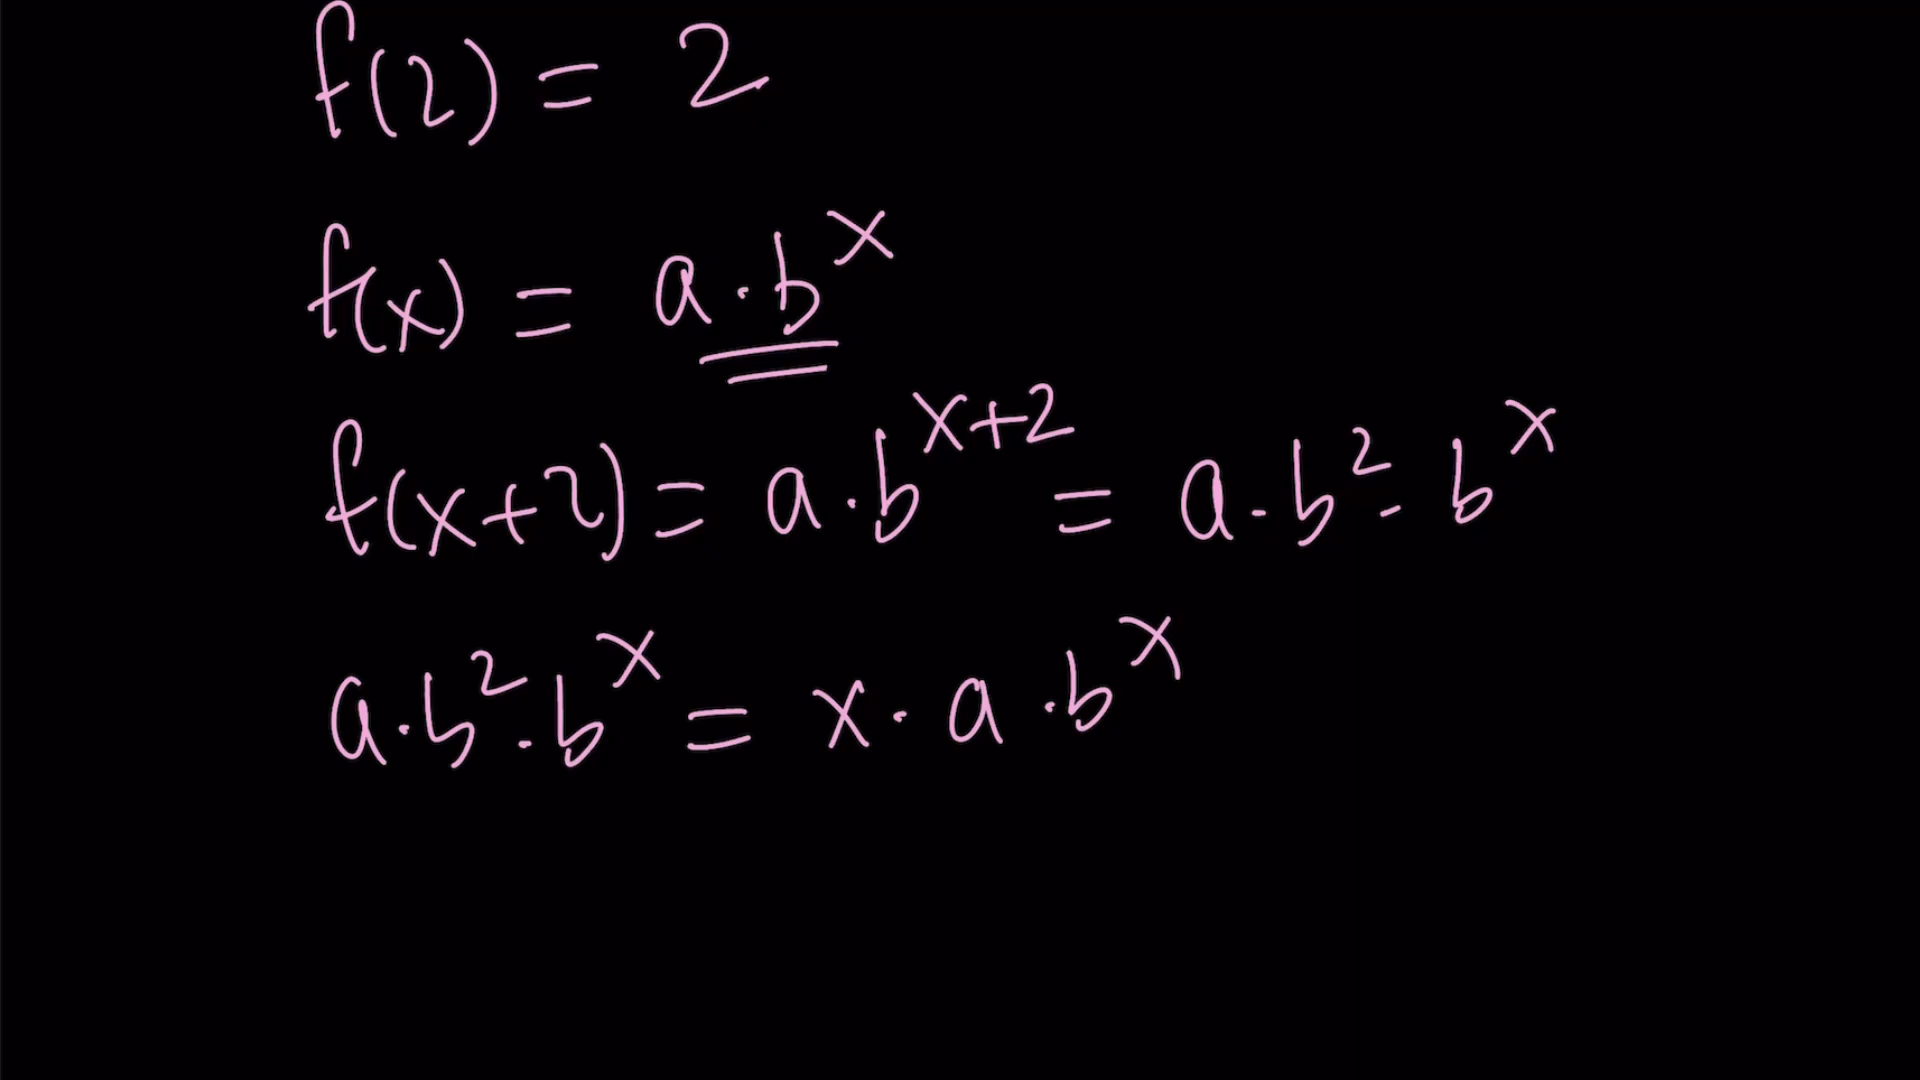 f(2) = 2
f(x) = a·b^x
f(x+2) = a·b^{x+2} = a·b²·b^x
a·b²·b^x = x·a·b^x